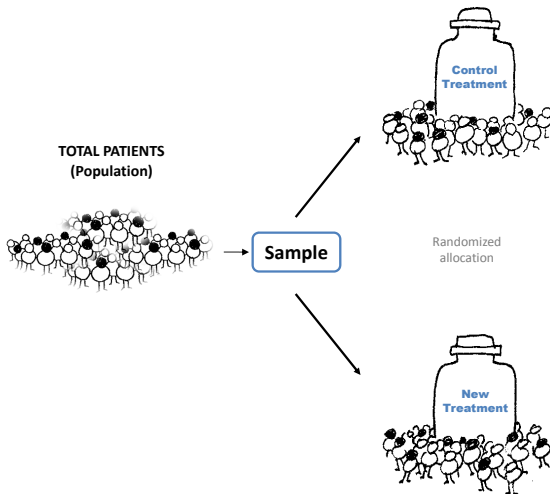 TOTAL PATIENTS
(Population)
Sample
Control
Treatment
Randomized
allocation
New
Treatment